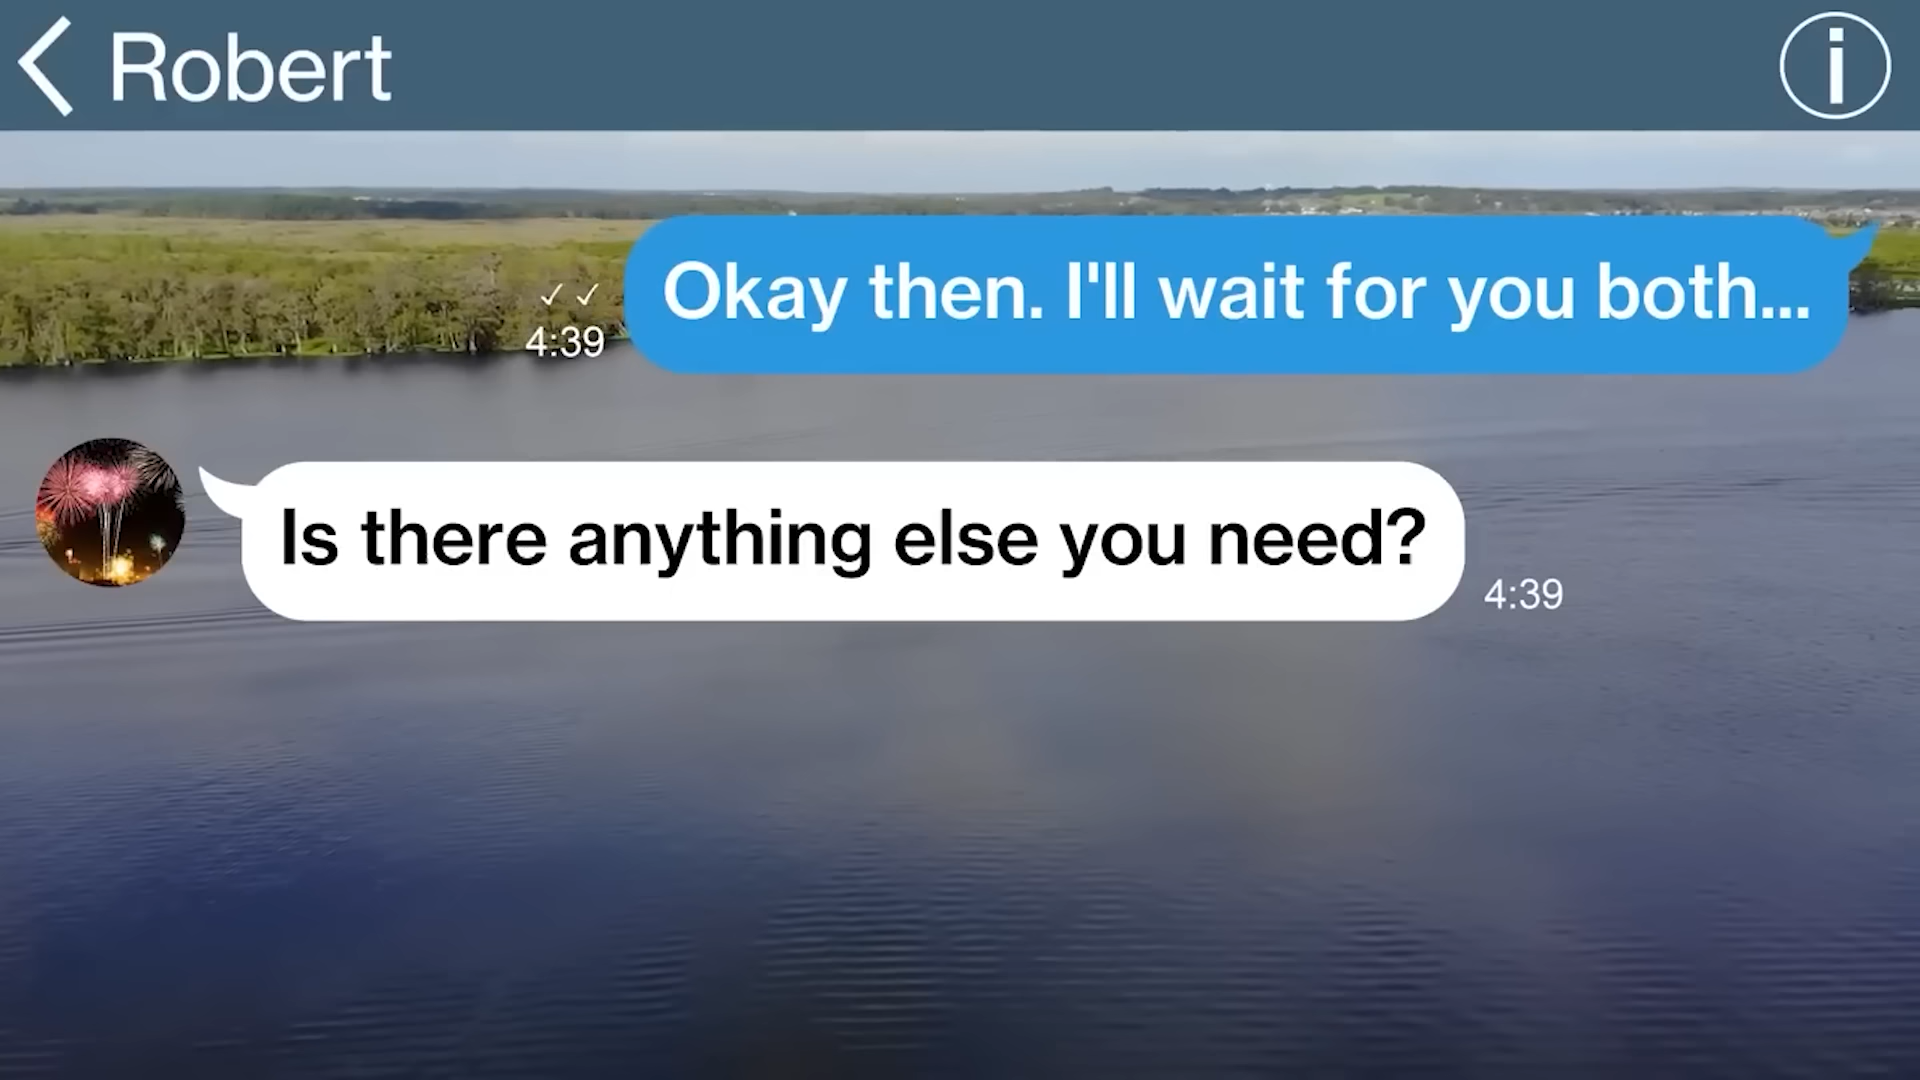 Robert
Okay then. I'll wait for you both...
4:39
Is there anything else you need?
4:39